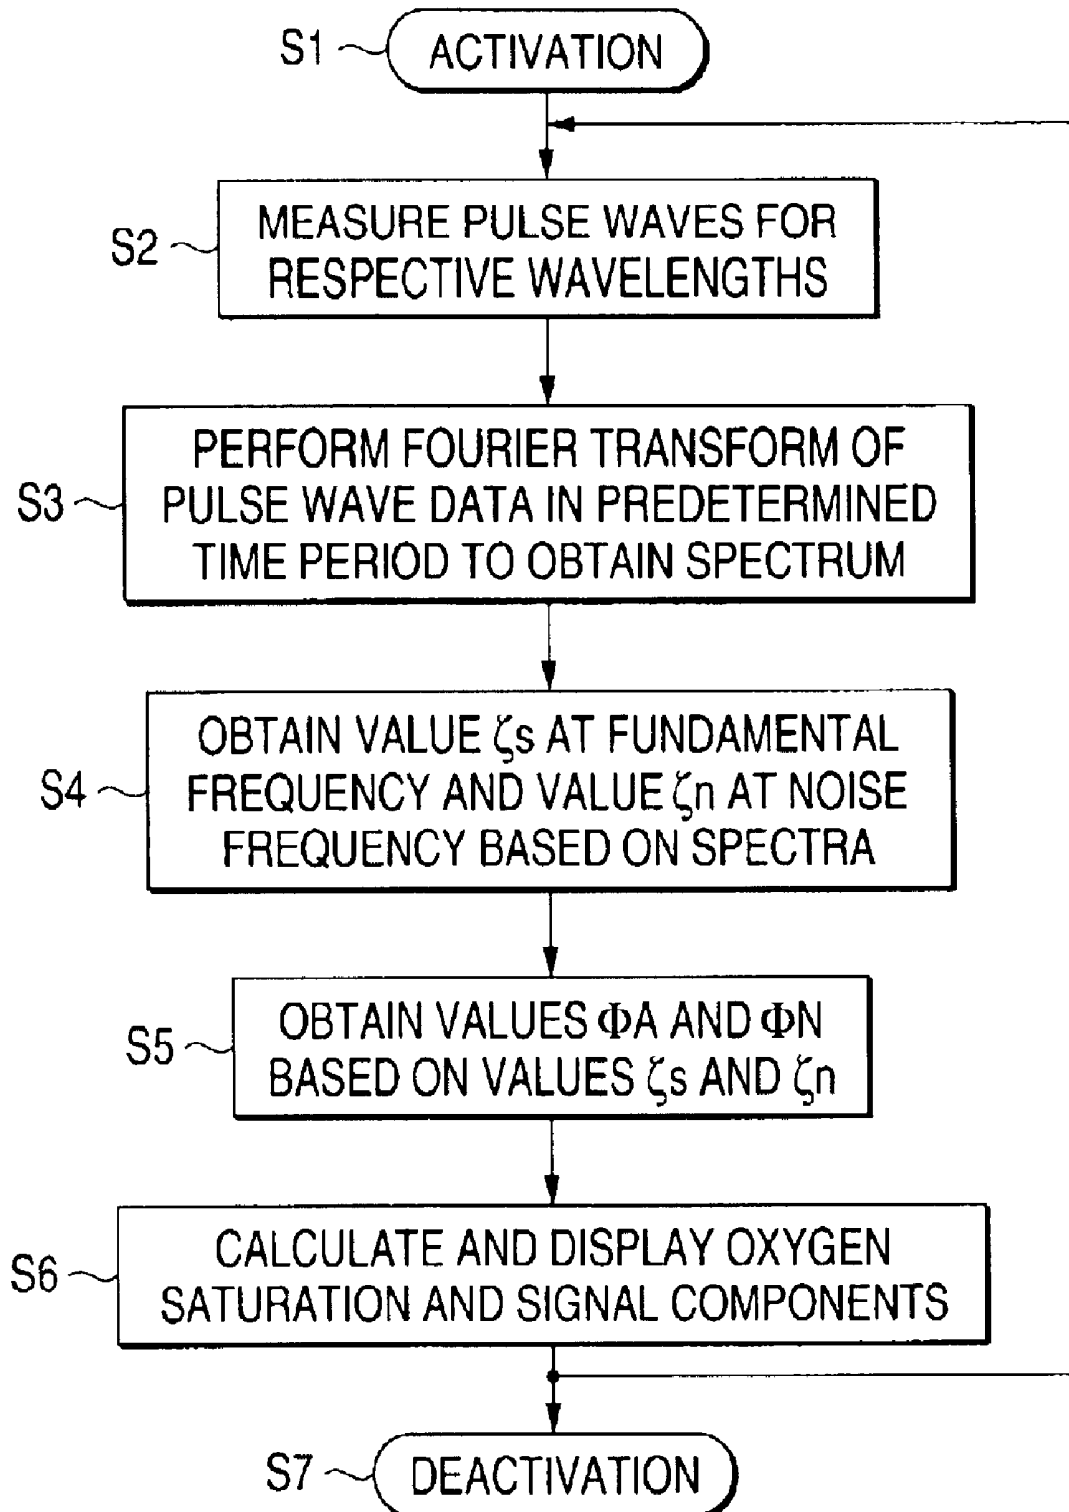 S1
ACTIVATION
S2
MEASURE PULSE WAVES FOR
RESPECTIVE WAVELENGTHS
S3
PERFORM FOURIER TRANSFORM OF
PULSE WAVE DATA IN PREDETERMINED
TIME PERIOD TO OBTAIN SPECTRUM
S4
OBTAIN VALUE ζs AT FUNDAMENTAL
FREQUENCY AND VALUE ζn AT NOISE
FREQUENCY BASED ON SPECTRA
S5
OBTAIN VALUES ΦA AND ΦN
BASED ON VALUES ζs AND ζn
S6
CALCULATE AND DISPLAY OXYGEN
SATURATION AND SIGNAL COMPONENTS
S7
DEACTIVATION